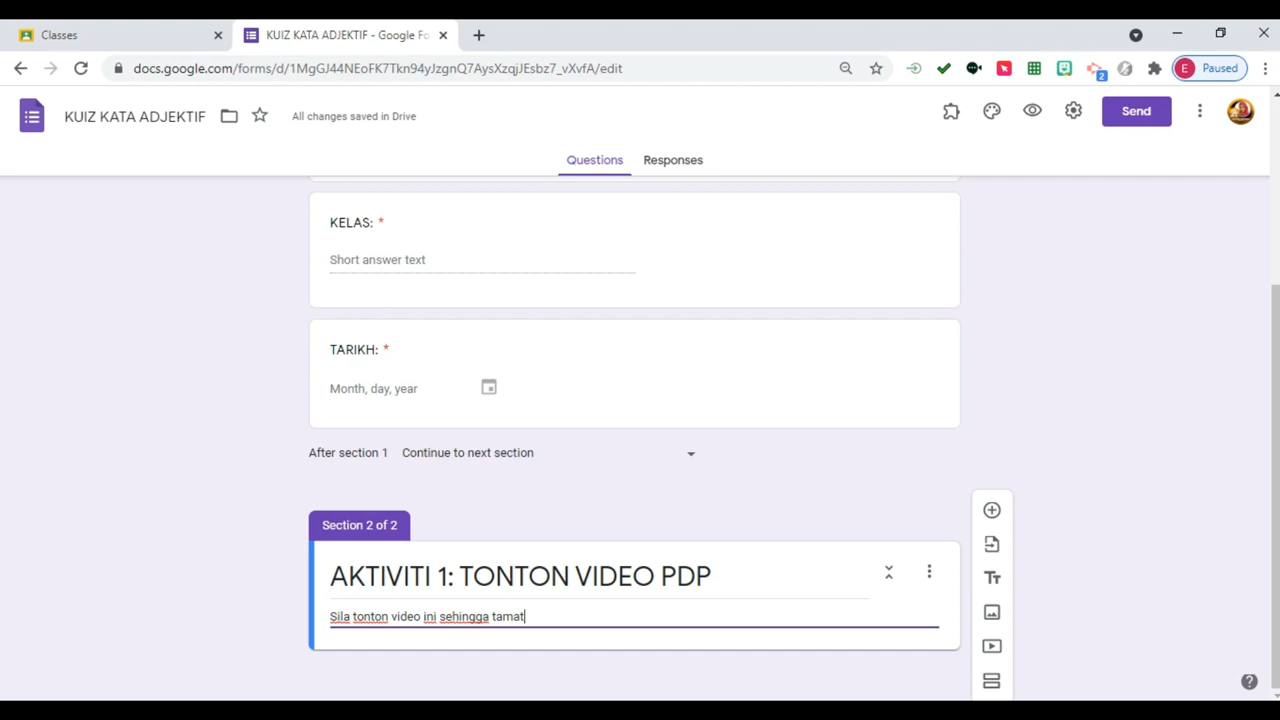 Classes
KUIZ KATA ADJEKTIF - Google Fo
docs.google.com/forms/d/1MgGJ44NEoFK7Tkn94yJzgnQ7AysXzqjJEsbz7_vXvfA/edit
2
E Paused
KUIZ KATA ADJEKTIF
All changes saved in Drive
Send
Questions
Responses
KELAS: *
Short answer text
TARIKH: *
Month, day, year
After section 1 Continue to next section
Section 2 of 2
AKTIVITI 1: TONTON VIDEO PDP
Sila tonton video ini sehingga tamat
Tт